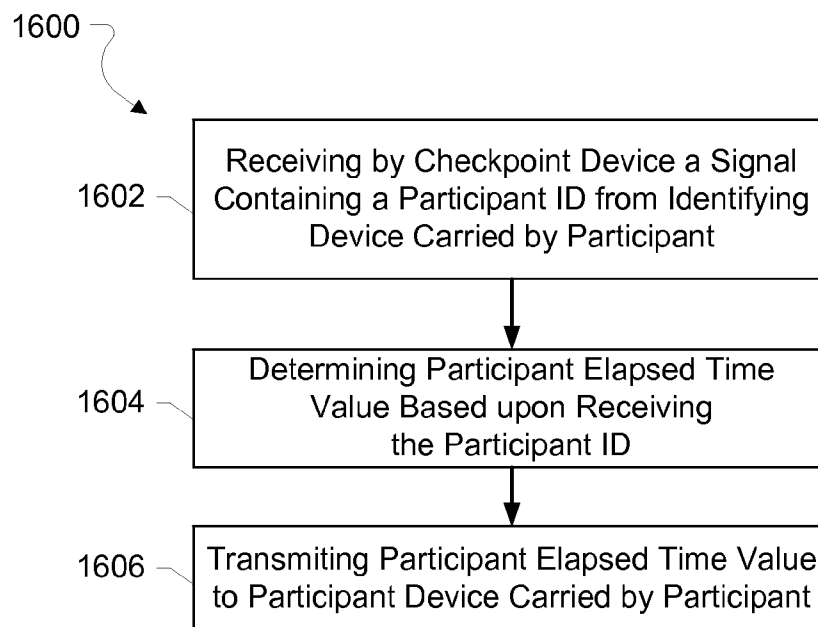 1600
Receiving by Checkpoint Device a Signal
Containing a Participant ID from Identifying
Device Carried by Participant
1602
Determining Participant Elapsed Time
Value Based upon Receiving
the Participant ID
1604
Transmiting Participant Elapsed Time Value
to Participant Device Carried by Participant
1606